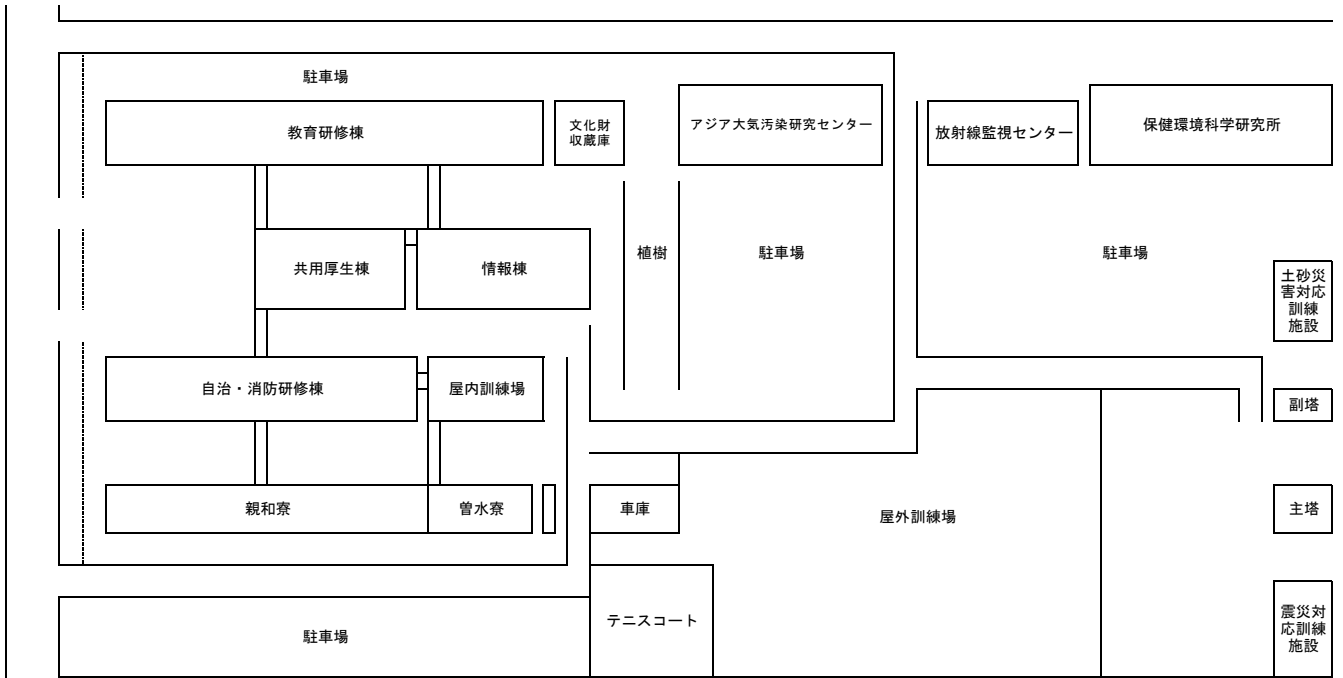 駐車場
教育研修棟
文化財
収蔵庫
アジア大気汚染研究センター
放射線監視センター
保健環境科学研究所
共用厚生棟
情報棟
植樹
駐車場
駐車場
土砂災
害対応
訓練
施設
自治・消防研修棟
屋内訓練場
副塔
親和寮
曽水寮
車庫
屋外訓練場
主塔
駐車場
テニスコート
震災対
応訓練
施設